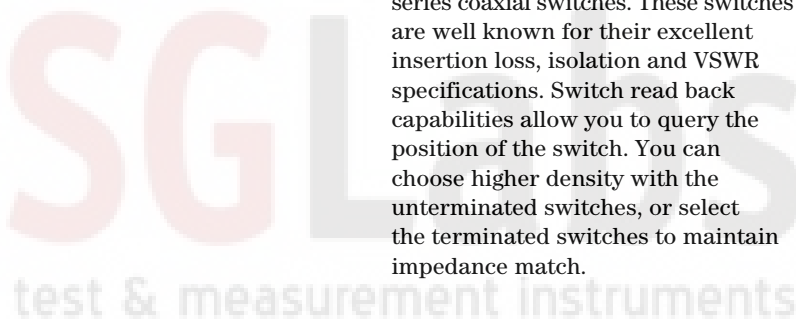 series coaxial switches. These switches
are well known for their excellent
insertion loss, isolation and VSWR
specifications. Switch read back
capabilities allow you to query the
position of the switch. You can
choose higher density with the
unterminated switches, or select
the terminated switches to maintain
impedance match.
SGLabs
test & measurement instruments